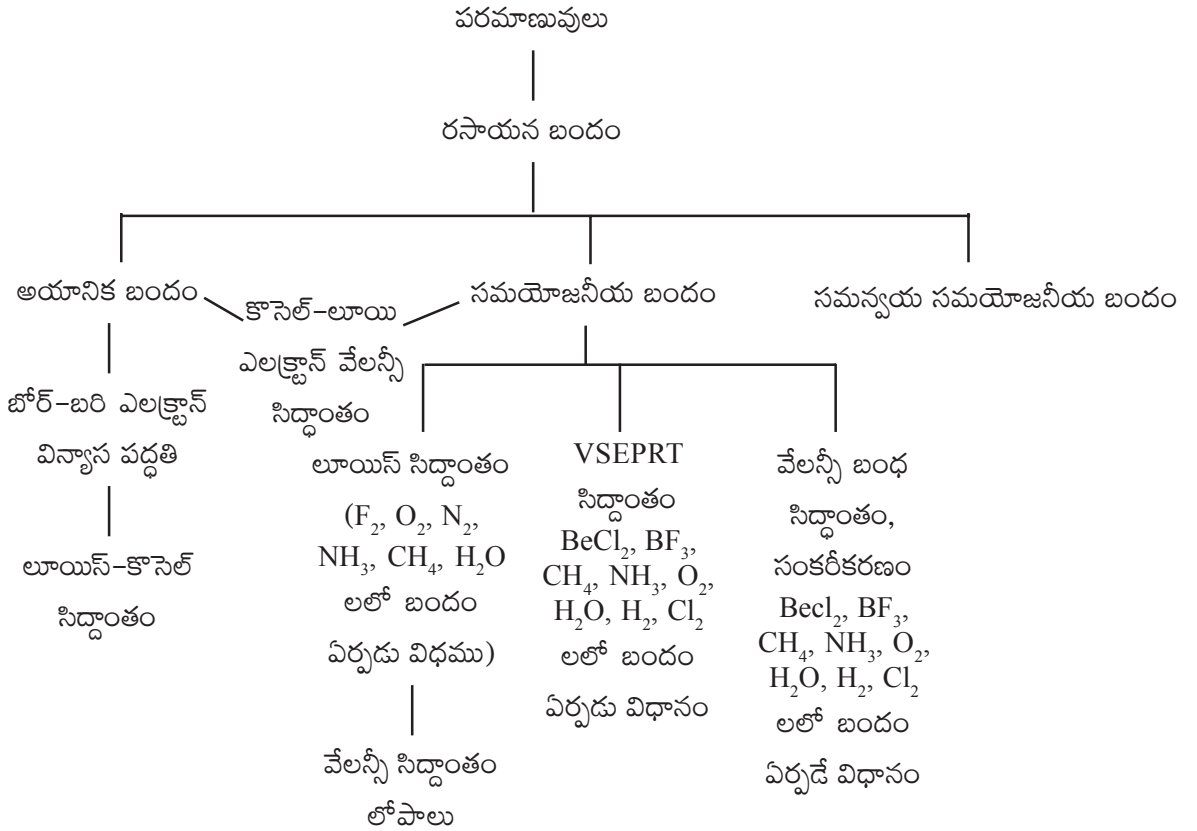 పరమాణువులు
రసాయన బందం
అయానిక బందం
కొసెల్-లూయి
ఎలక్ట్రాన్ వేలన్సీ
సిద్ధాంతం
సమయోజనీయ బందం
సమన్వయ సమయోజనీయ బందం
బోర్-బరి ఎలక్ట్రాన్
విన్యాస పద్ధతి
లూయిస్-కొసెల్
సిద్దాంతం
లూయిస్ సిద్దాంతం
(F₂, O₂, N₂,
NH₃, CH₄, H₂O
లలో బందం
ఏర్పడు విధము)
వేలన్సీ సిద్దాంతం
లోపాలు
VSEPRT
సిద్దాంతం
BeCl₂, BF₃,
CH₄, NH₃, O₂,
H₂O, H₂, Cl₂
లలో బందం
ఏర్పడు విధానం
వేలన్సీ బంధ
సిద్ధాంతం,
సంకరీకరణం
Becl₂, BF₃,
CH₄, NH₃, O₂,
H₂O, H₂, Cl₂
లలో బందం
ఏర్పడే విధానం